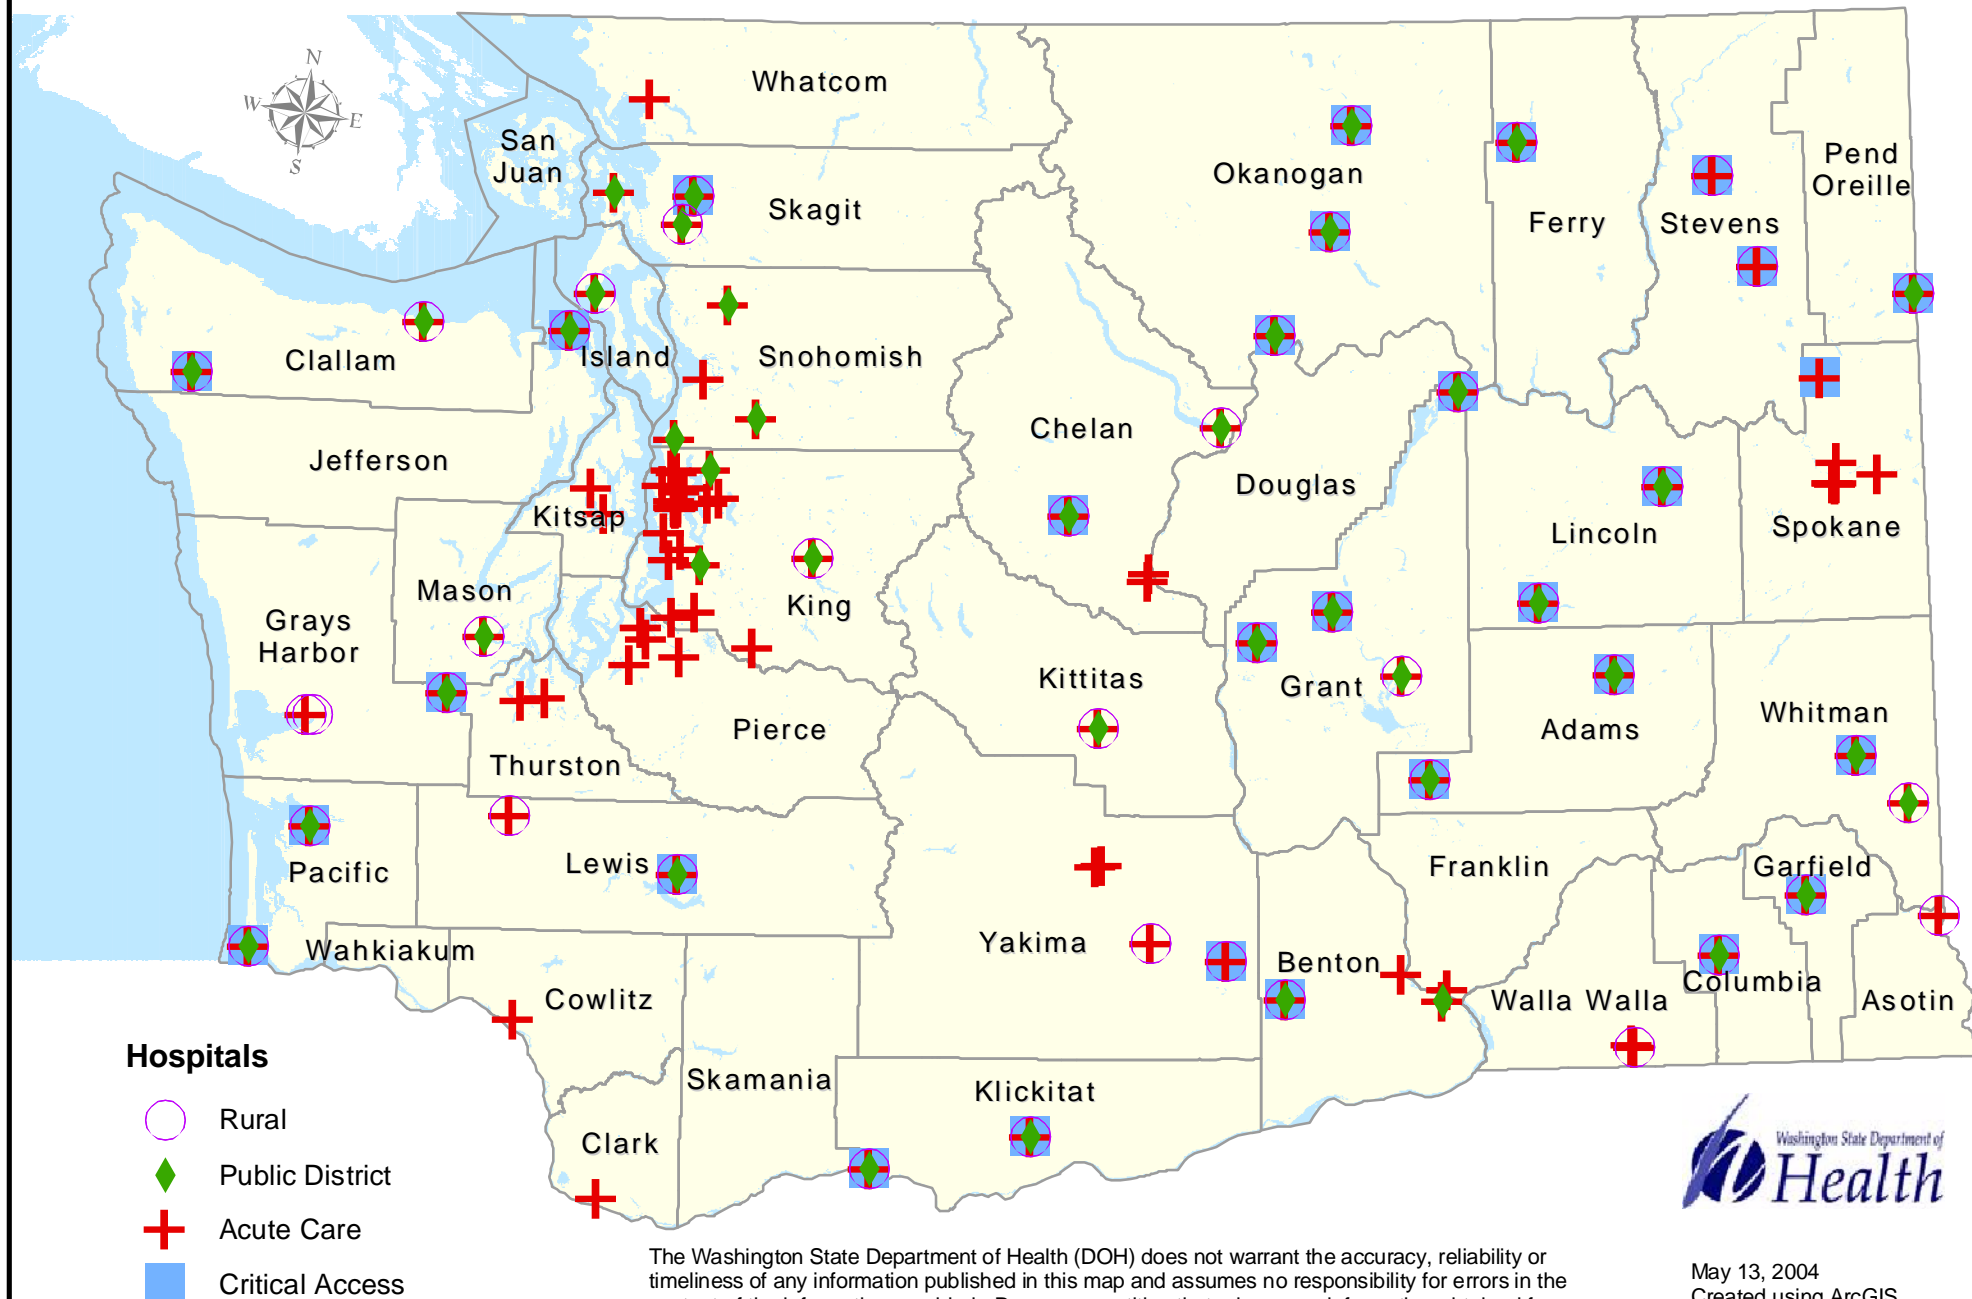 N
W
E
S
Whatcom
San
Juan
Skagit
Okanogan
Ferry
Stevens
Pend
Oreille
Clallam
Island
Snohomish
Chelan
Douglas
Jefferson
Kitsap
Lincoln
Spokane
Mason
King
Grays
Harbor
Kittitas
Grant
Adams
Whitman
Pierce
Thurston
Pacific
Lewis
Franklin
Garfield
Wahkiakum
Yakima
Benton
Columbia
Cowlitz
Walla Walla
Asotin
Skamania
Klickitat
Clark
Hospitals
Rural
Public District
Acute Care
Critical Access
Washington State Department of
Health
The Washington State Department of Health (DOH) does not warrant the accuracy, reliability or
timeliness of any information published in this map and assumes no responsibility for errors in the
May 13, 2004
Created using ArcGIS